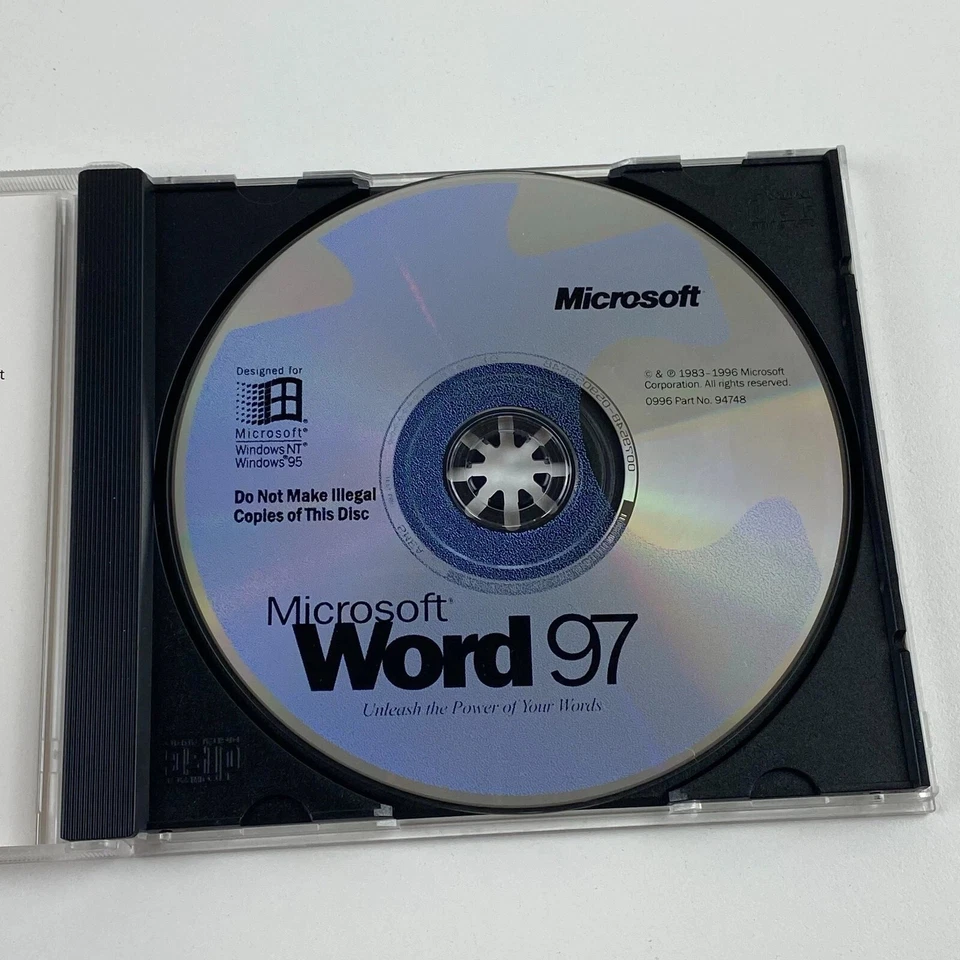 Microsoft
Designed for
Microsoft®
Windows NT®
Windows®95
© & ℗ 1983-1996 Microsoft
Corporation. All rights reserved.
0996 Part No. 94748
Do Not Make Illegal
Copies of This Disc
Microsoft®
Word 97
Unleash the Power of Your Words
t